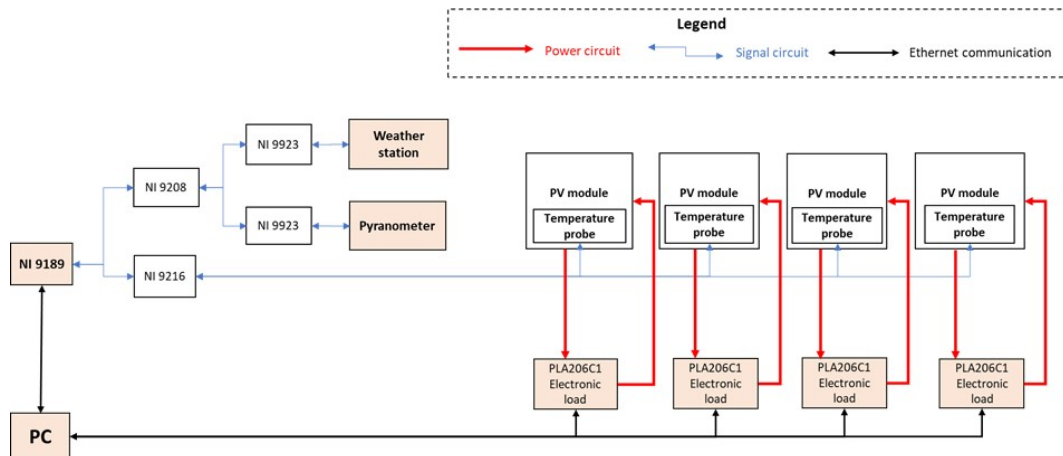 Legend
Power circuit
Signal circuit
Ethernet communication
NI 9923
Weather
station
NI 9208
NI 9923
Pyranometer
NI 9189
NI 9216
PV module
Temperature
probe
PV module
Temperature
probe
PV module
Temperature
probe
PV module
Temperature
probe
PLA206C1
Electronic
load
PLA206C1
Electronic
load
PLA206C1
Electronic
load
PLA206C1
Electronic
load
PC